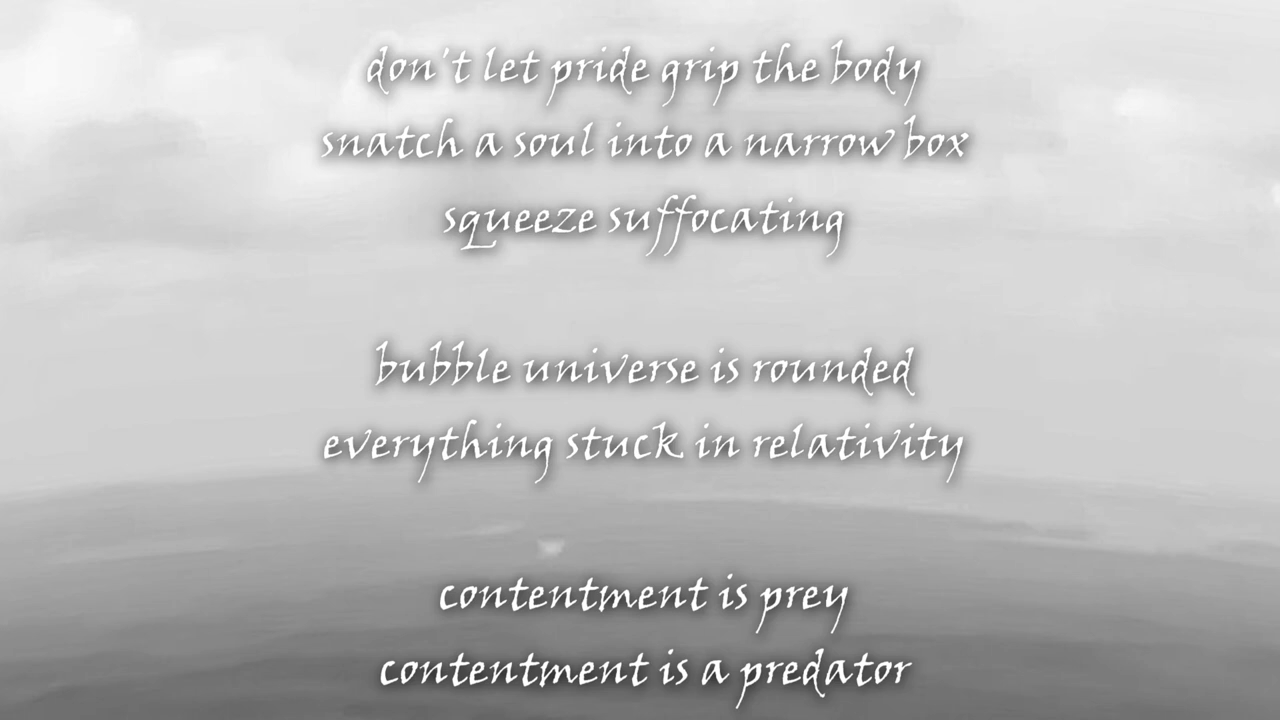 don't let pride grip the body
snatch a soul into a narrow box
squeeze suffocating
bubble universe is rounded
everything stuck in relativity
contentment is prey
contentment is a predator